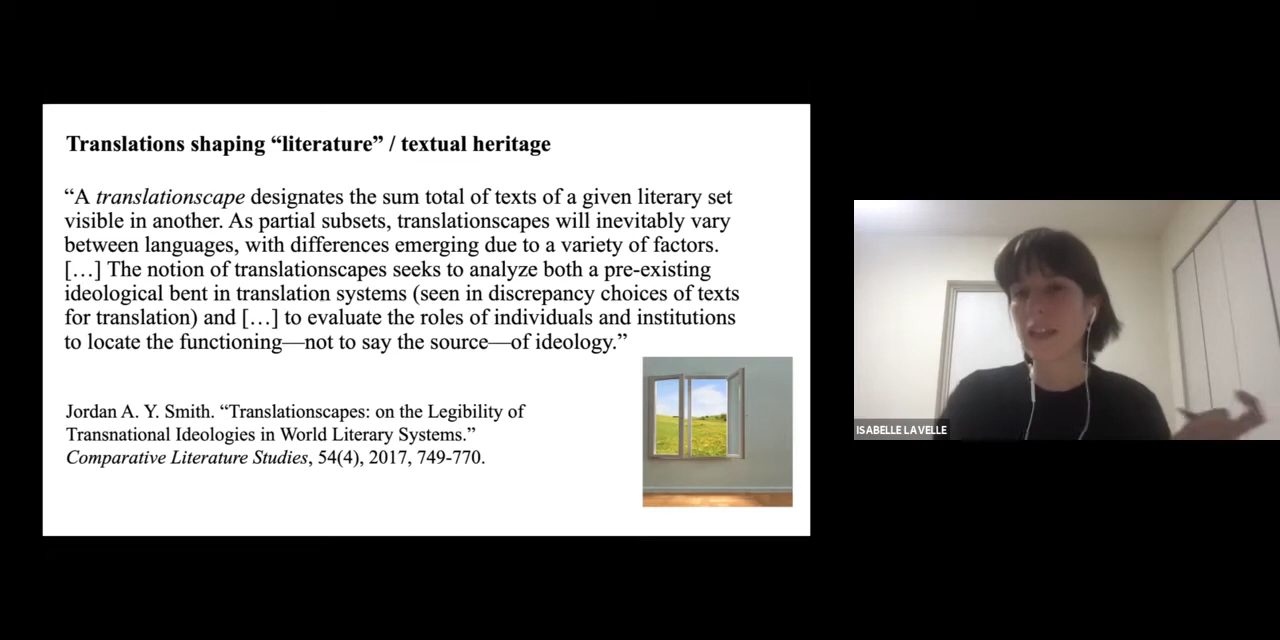 Translations shaping “literature” / textual heritage
“A translationscape designates the sum total of texts of a given literary set
visible in another. As partial subsets, translationscapes will inevitably vary
between languages, with differences emerging due to a variety of factors.
[…] The notion of translationscapes seeks to analyze both a pre-existing
ideological bent in translation systems (seen in discrepancy choices of texts
for translation) and […] to evaluate the roles of individuals and institutions
to locate the functioning—not to say the source—of ideology.”
Jordan A. Y. Smith. “Translationscapes: on the Legibility of
Transnational Ideologies in World Literary Systems.”
Comparative Literature Studies, 54(4), 2017, 749-770.
ISABELLE LAVELLE